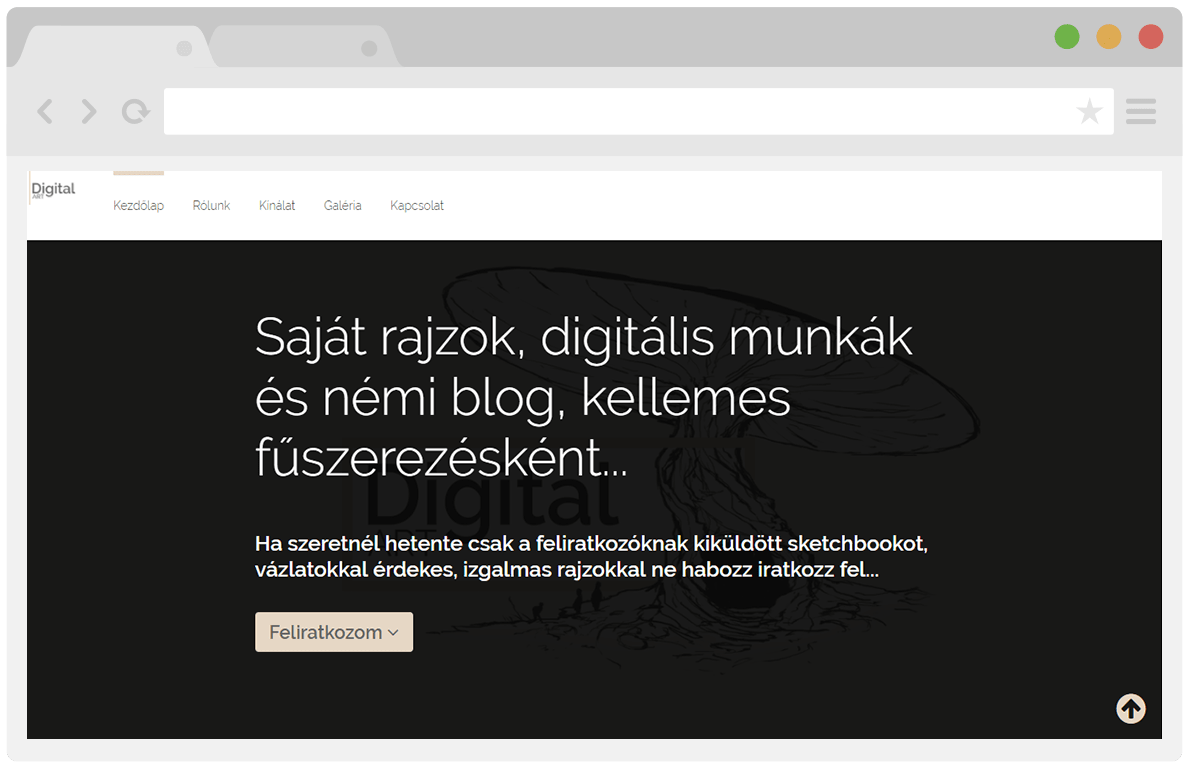 Digital
ART
Kezdőlap Rólunk Kínálat Galéria Kapcsolat
Saját rajzok, digitális munkák
és némi blog, kellemes
fűszerezésként...
Digital
ART
Ha szeretnél hetente csak a feliratkozóknak kiküldött sketchbookot,
vázlatokkal érdekes, izgalmas rajzokkal ne habozz iratkozz fel...
Feliratkozom